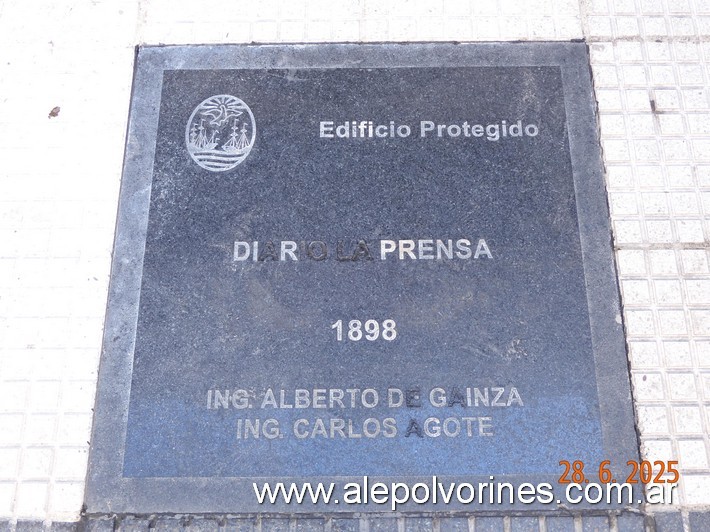 Edificio Protegido
DIARIO LA PRENSA
1898
ING. ALBERTO DE GAINZA
ING. CARLOS AGOTE
28.6.2025
www.alepolvorines.com.ar